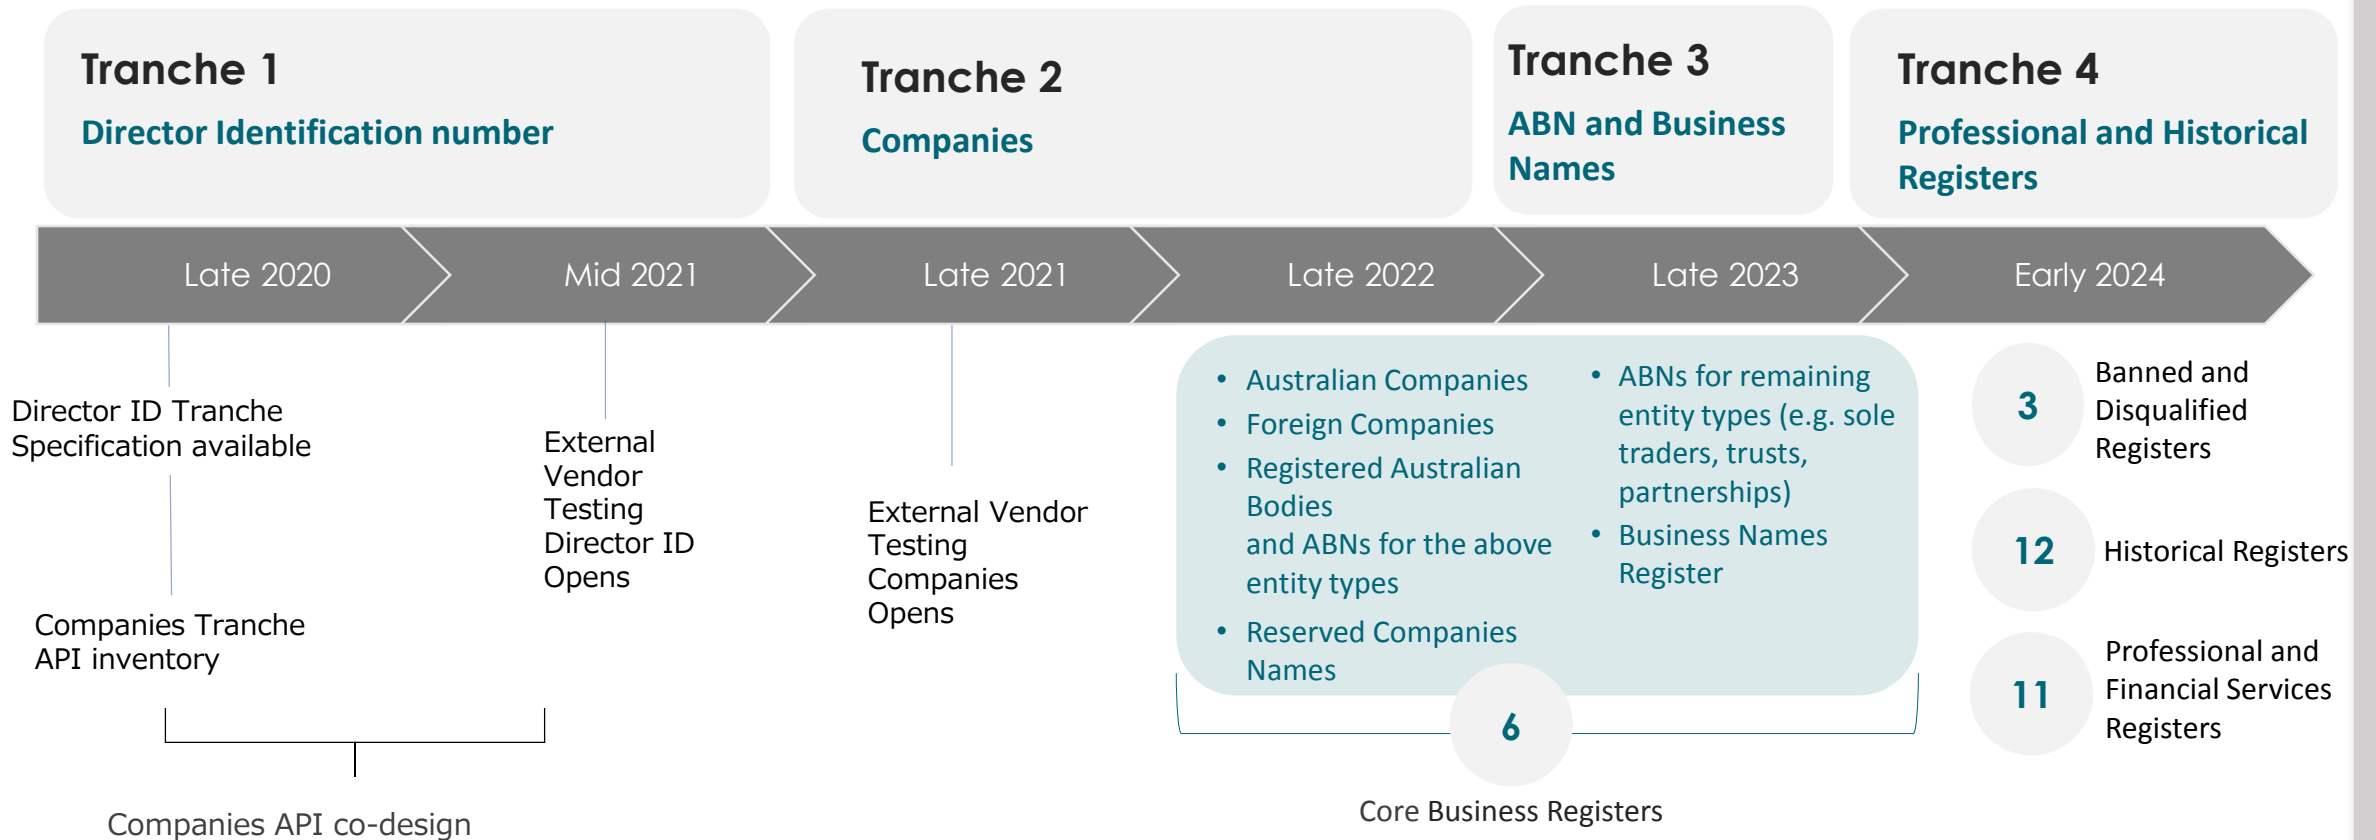 Tranche 1
Director Identification number
Tranche 2
Companies
Tranche 3
ABN and Business
Names
Tranche 4
Professional and Historical
Registers
Late 2020
Mid 2021
Late 2021
Late 2022
Late 2023
Early 2024
Director ID Tranche
Specification available
Companies Tranche
API inventory
Companies API co-design
External
Vendor
Testing
Director ID
Opens
External Vendor
Testing
Companies
Opens
• Australian Companies
• Foreign Companies
• Registered Australian
Bodies
and ABNs for the above
entity types
• Reserved Companies
Names
• ABNs for remaining
entity types (e.g. sole
traders, trusts,
partnerships)
• Business Names
Register
6
Core Business Registers
3
Banned and
Disqualified
Registers
12
Historical Registers
11
Professional and
Financial Services
Registers